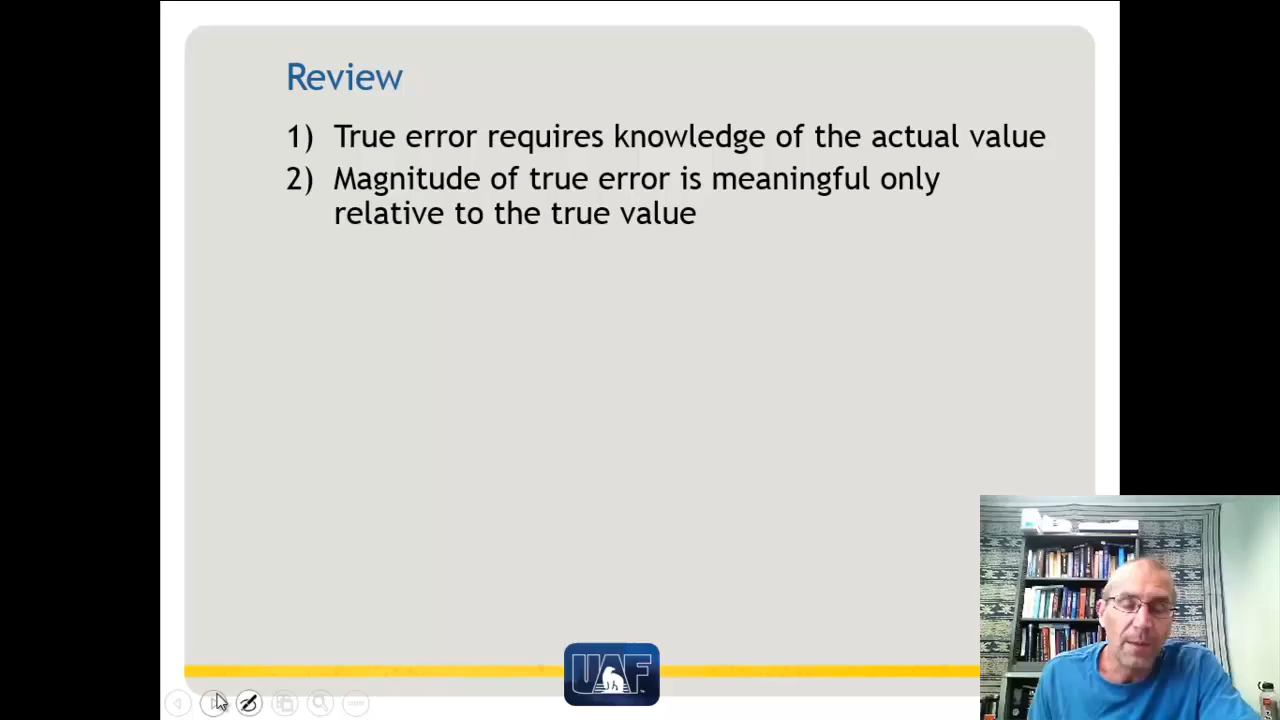 Review
1) True error requires knowledge of the actual value
2) Magnitude of true error is meaningful only
relative to the true value
UAF